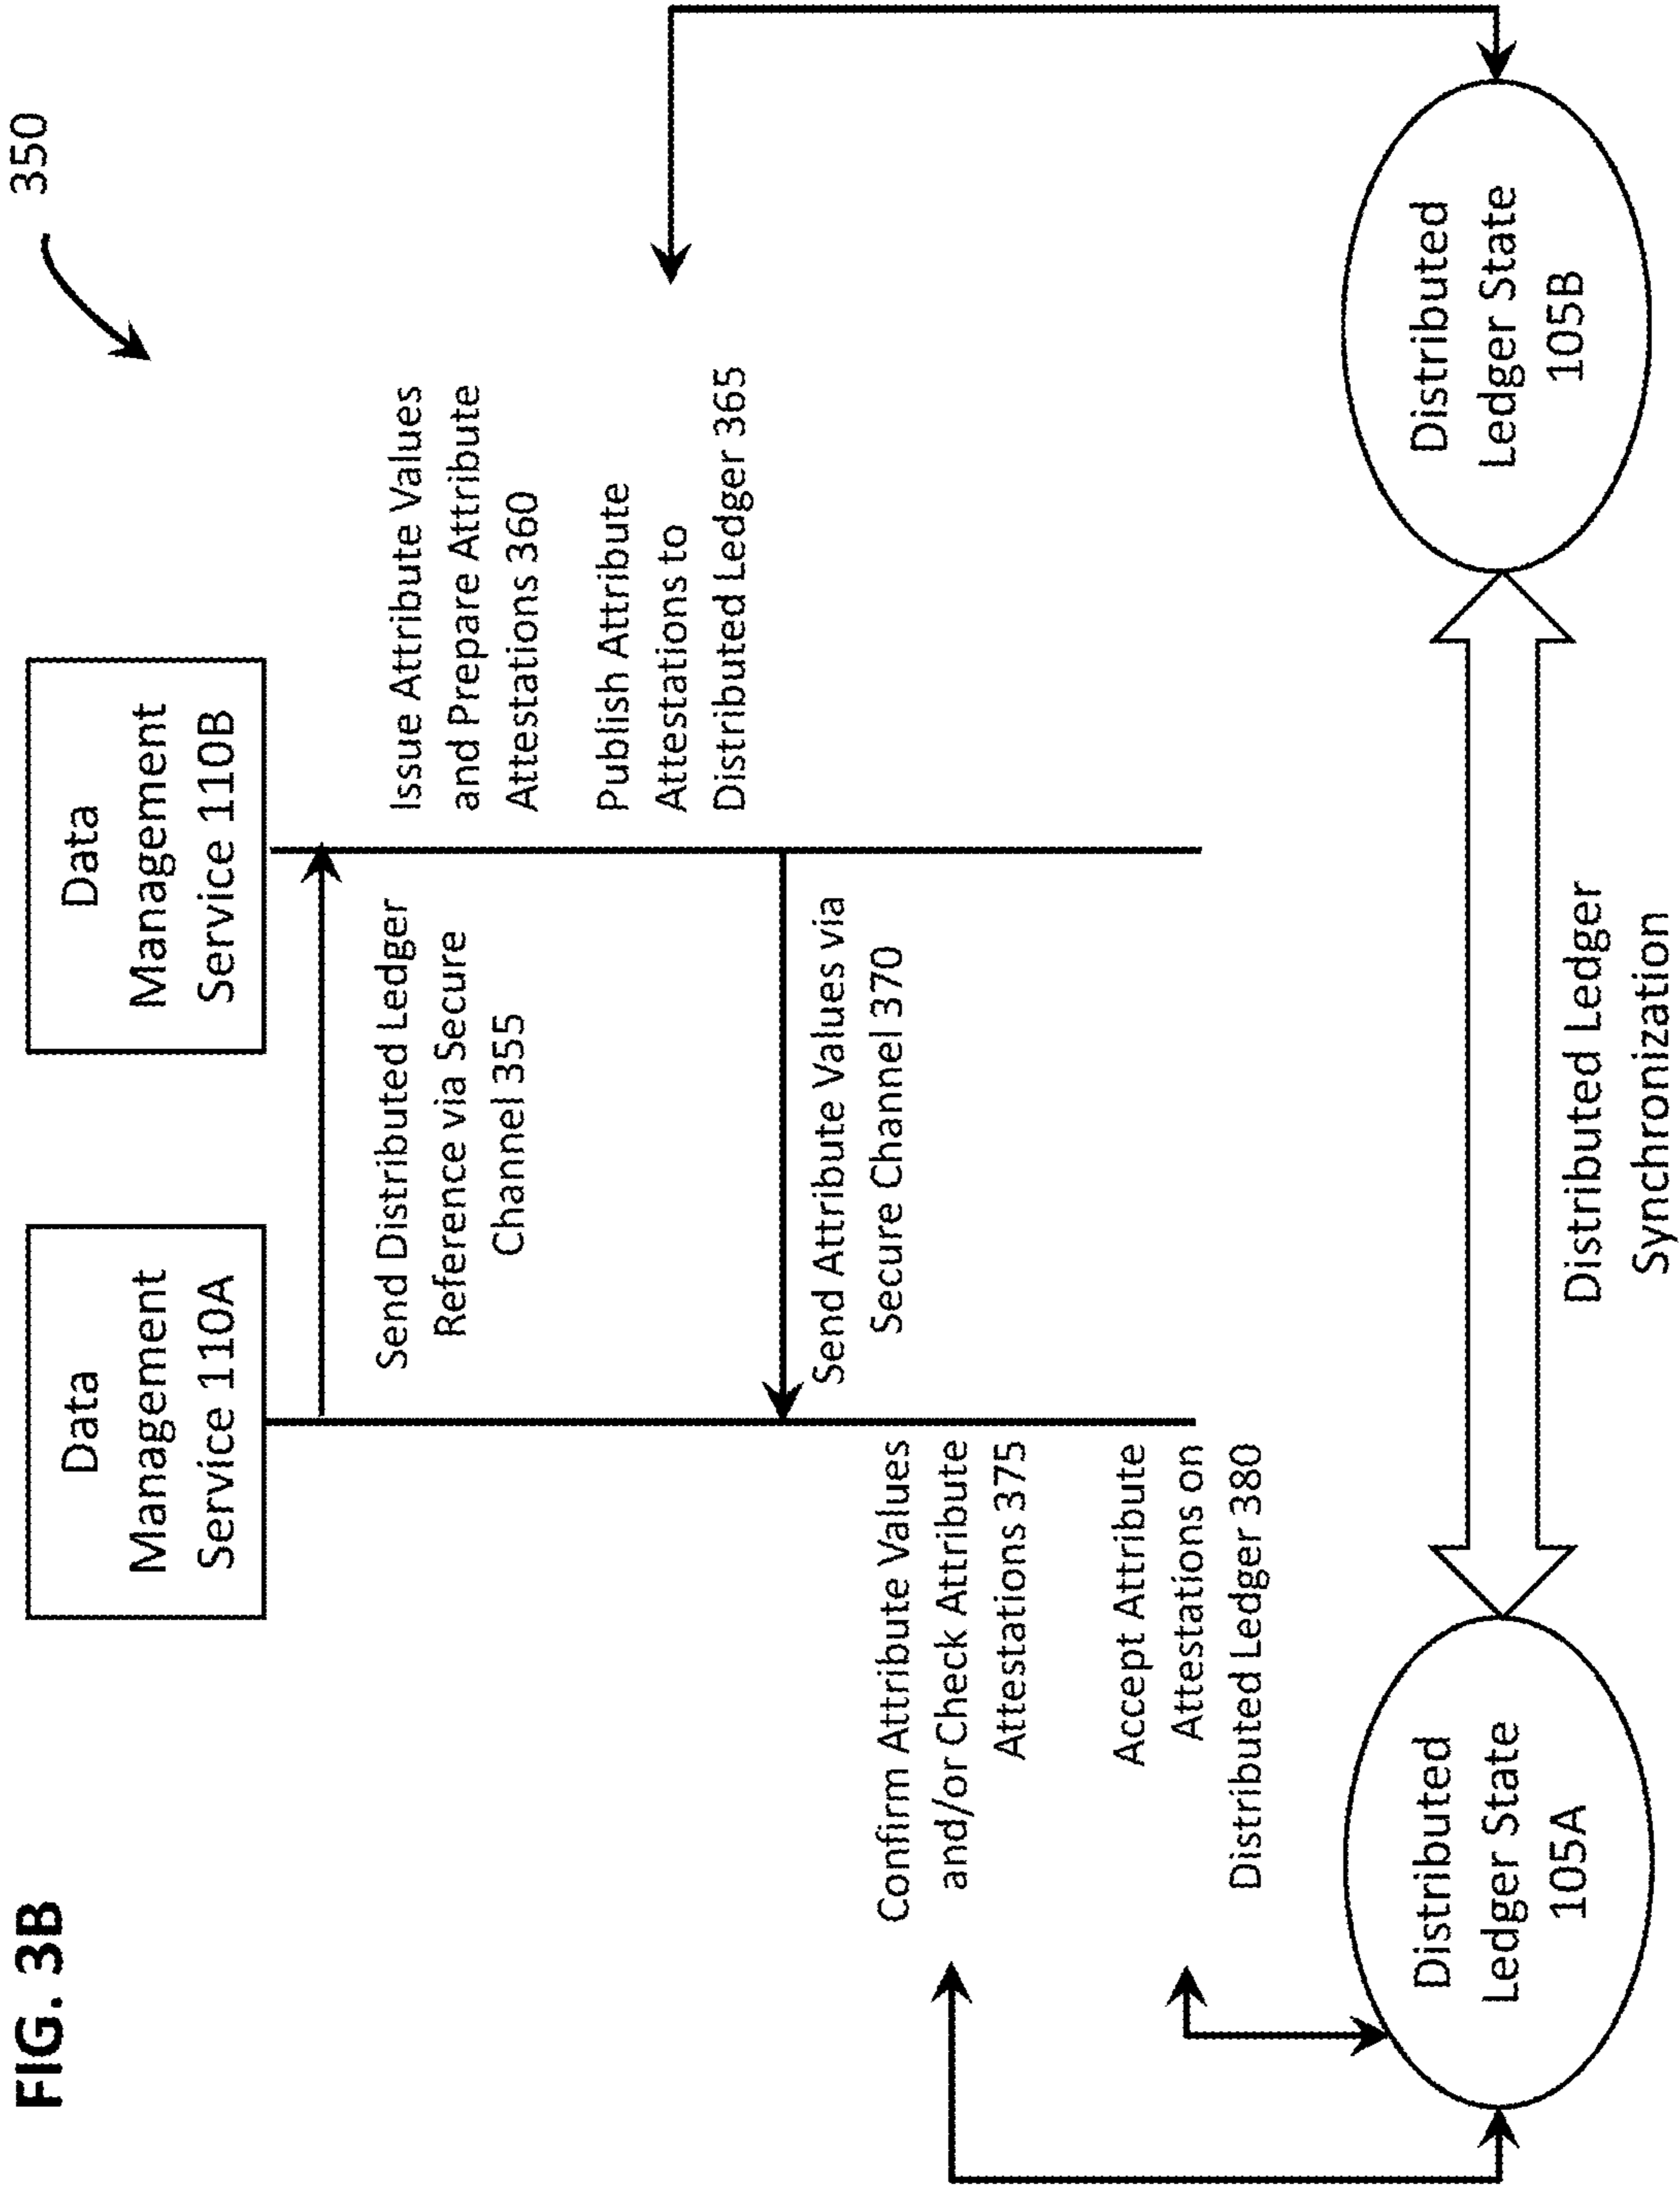 FIG. 3B
350
Data
Management
Service 110A
Data
Management
Service 110B
Send Distributed Ledger
Reference via Secure
Channel 355
Issue Attribute Values
and Prepare Attribute
Attestations 360
Publish Attribute
Attestations to
Distributed Ledger 365
Send Attribute Values via
Secure Channel 370
Confirm Attribute Values
and/or Check Attribute
Attestations 375
Accept Attribute
Attestations on
Distributed Ledger 380
Distributed
Ledger State
105A
Distributed
Ledger State
105B
Distributed Ledger
Synchronization